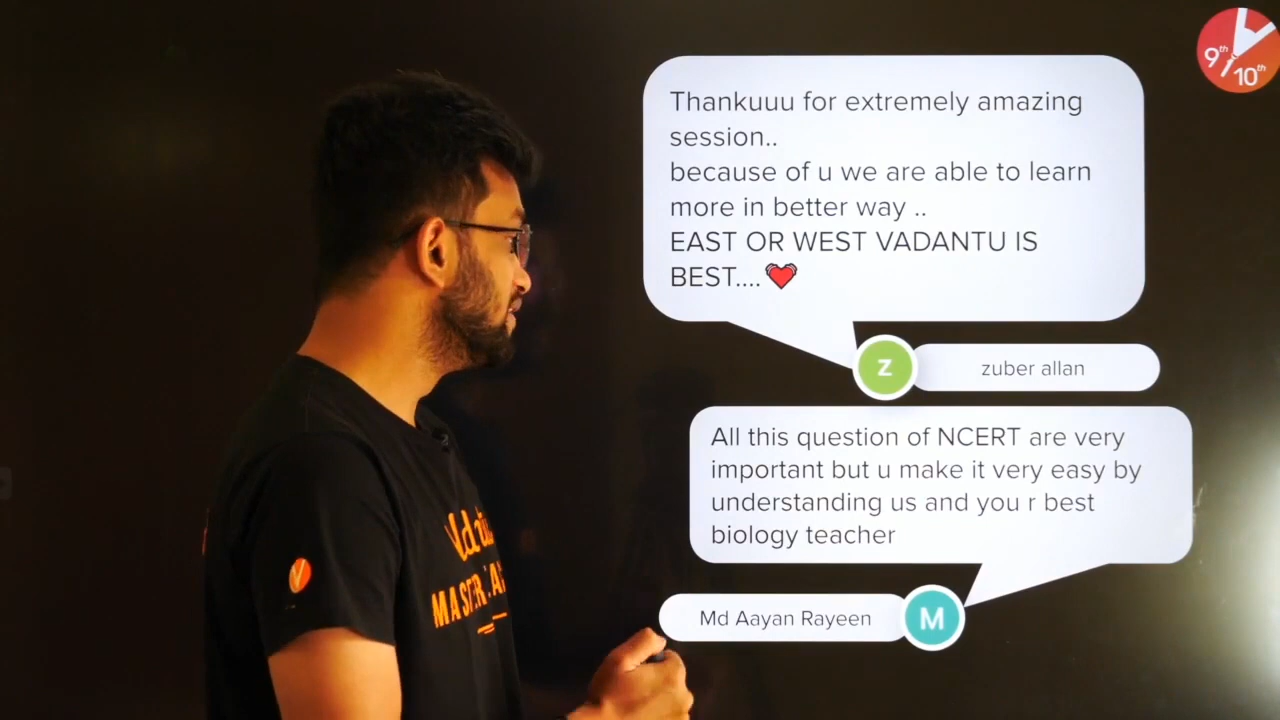 9th
10th
Thankuuu for extremely amazing
session..
because of u we are able to learn
more in better way ..
EAST OR WEST VADANTU IS
BEST....❤️
Z
zuber allan
All this question of NCERT are very
important but u make it very easy by
understanding us and you r best
biology teacher
Md Aayan Rayeen
M